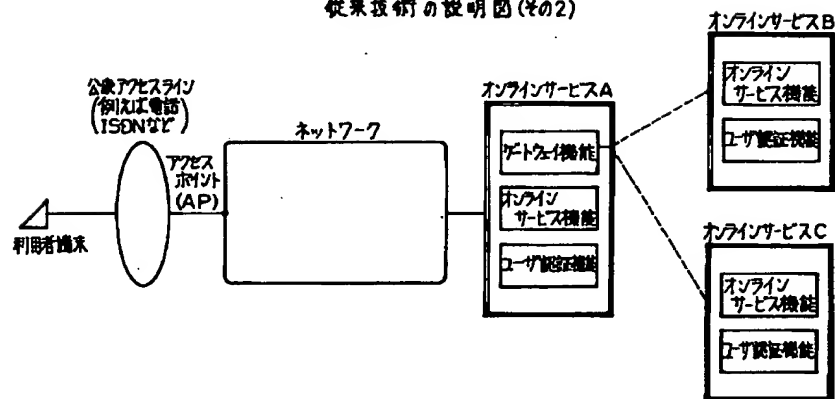 従来技術の説明図(その2)
公衆アクセスライン
(例えば電話
ISDNなど)
アクセス
ポイント
(AP)
利用者端末
ネットワーク
オンラインサービスA
ゲートウェイ機能
オンライン
サービス機能
ユーザ認証機能
オンラインサービスB
オンライン
サービス機能
ユーザ認証機能
オンラインサービスC
オンライン
サービス機能
ユーザ認証機能